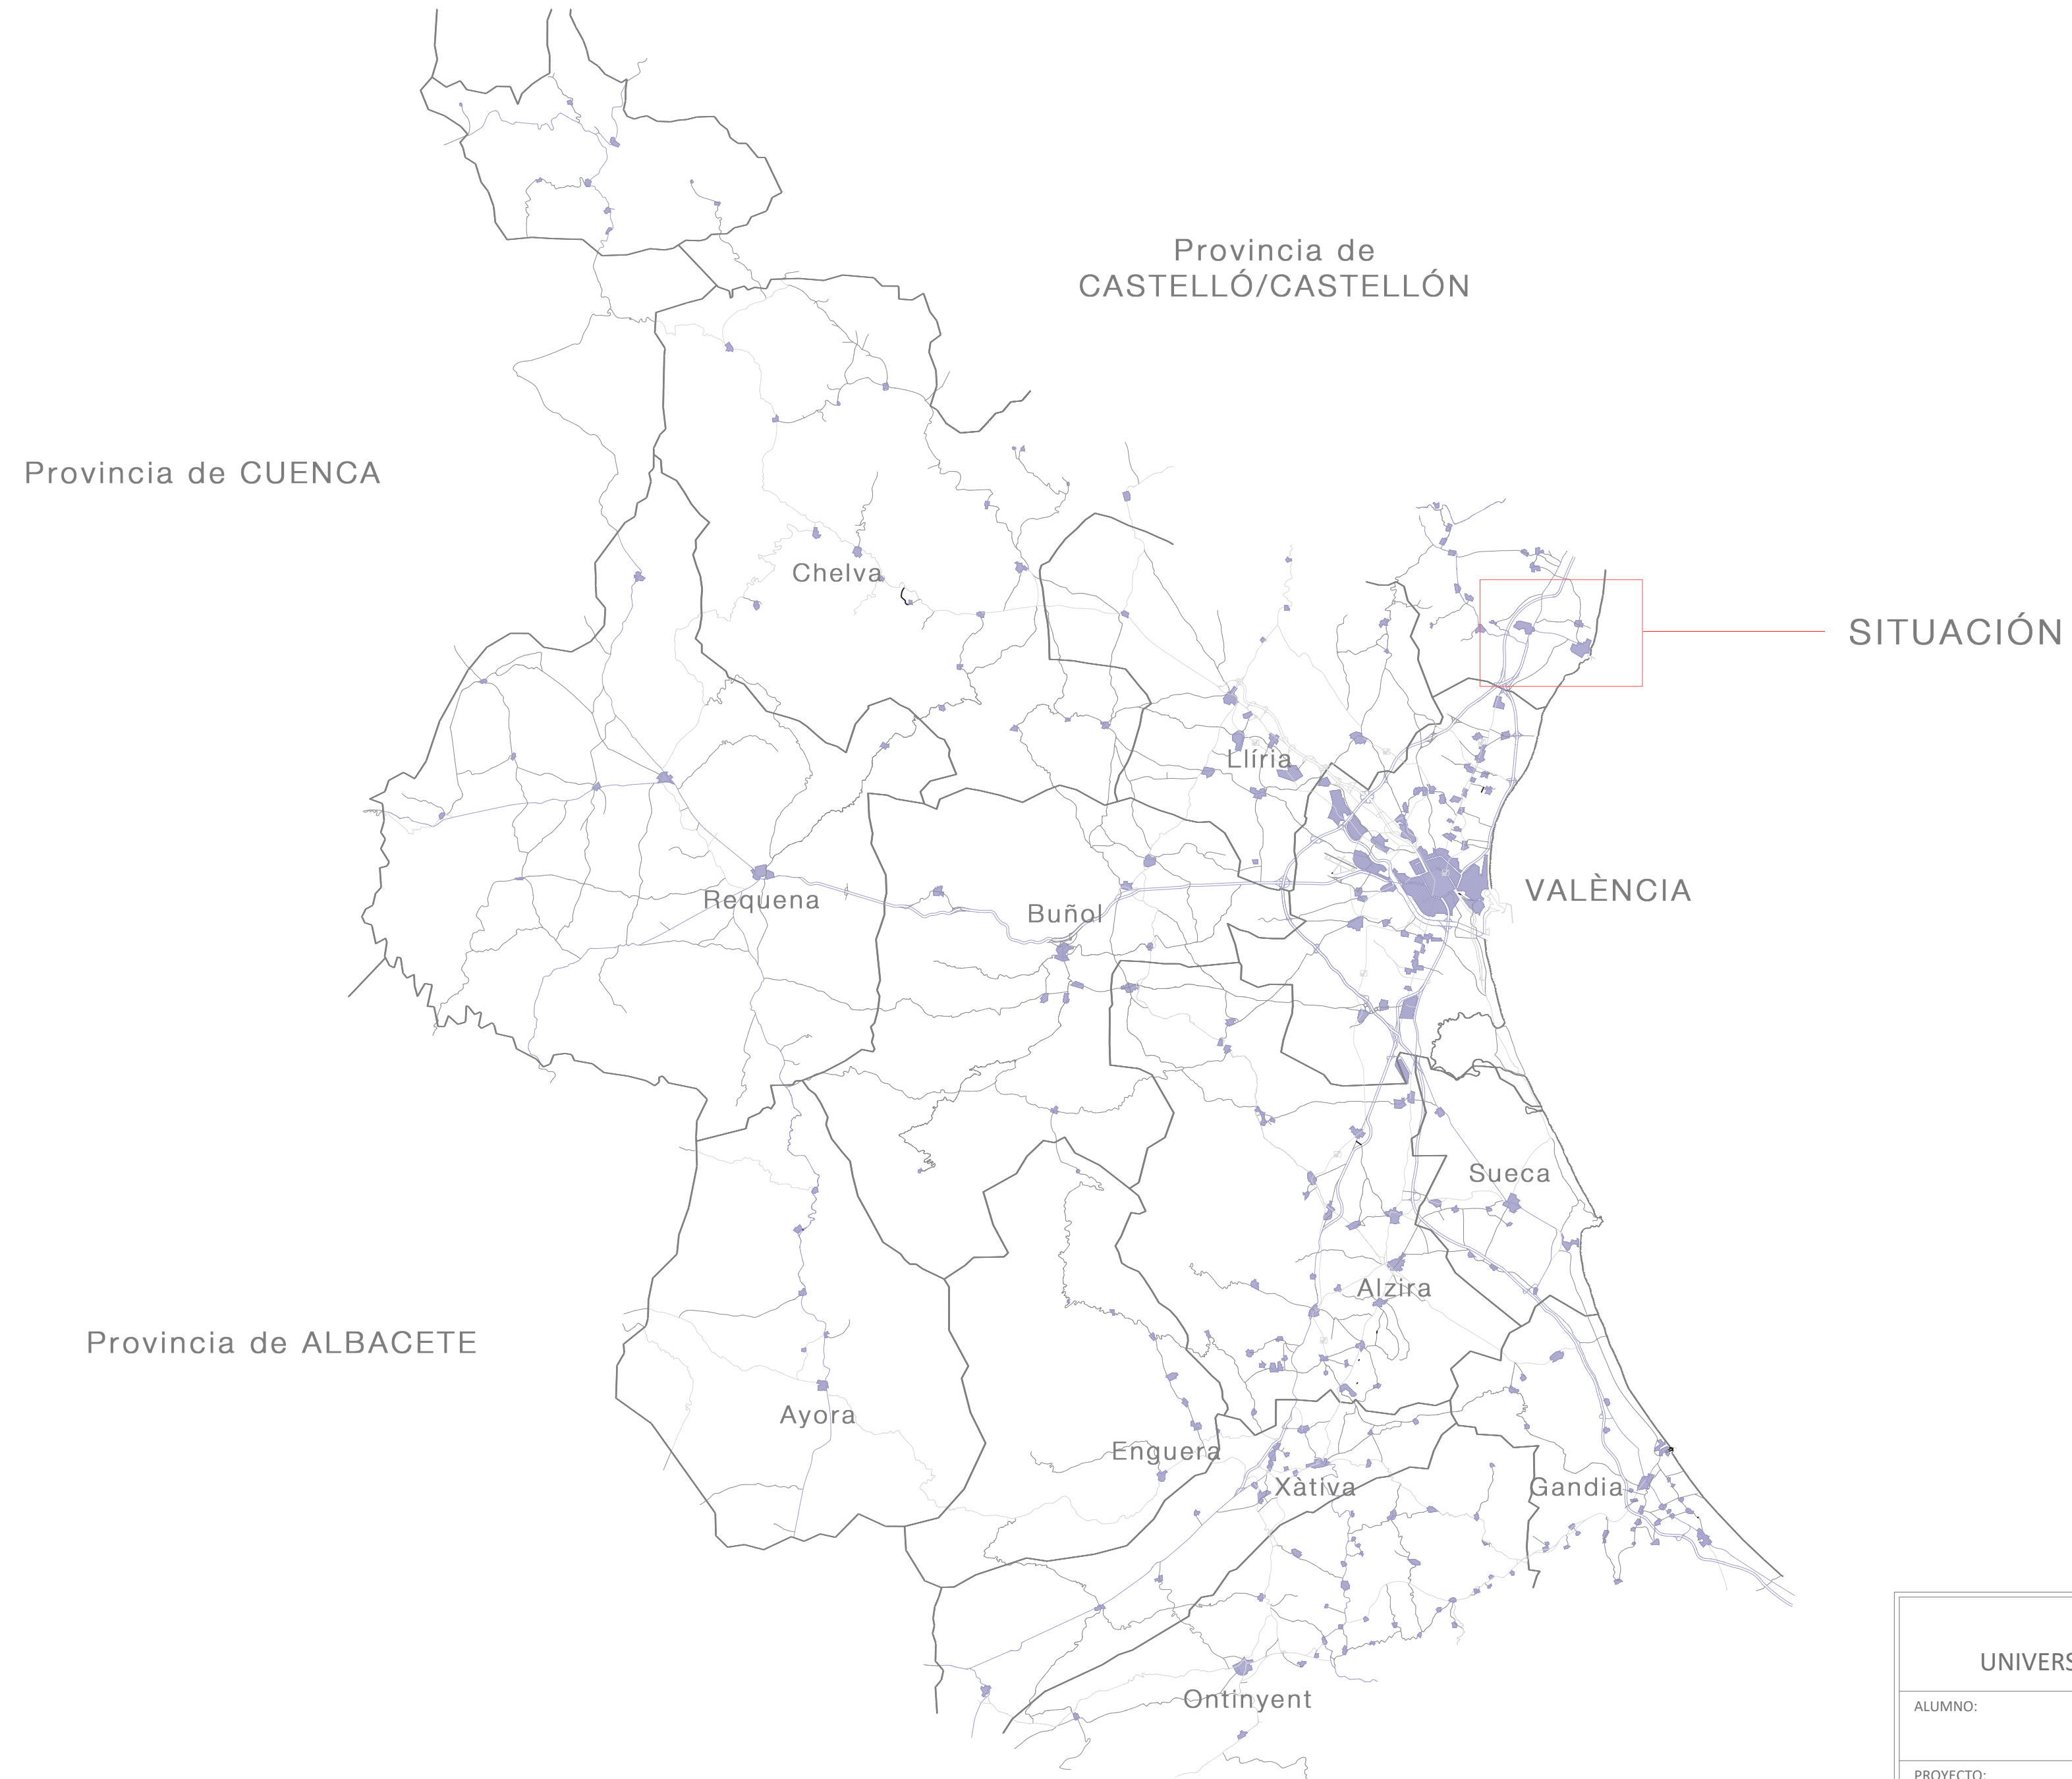 Provincia de
CASTELLÓ/CASTELLÓN
Provincia de CUENCA
Chelva
SITUACIÓN
Llíria
Requena
Buñol
VALÈNCIA
Sueca
Alzira
Provincia de ALBACETE
Ayora
Enguera
Xàtiva
Gandia
Ontinyent
UNIVERS
ALUMNO:
PROYECTO: